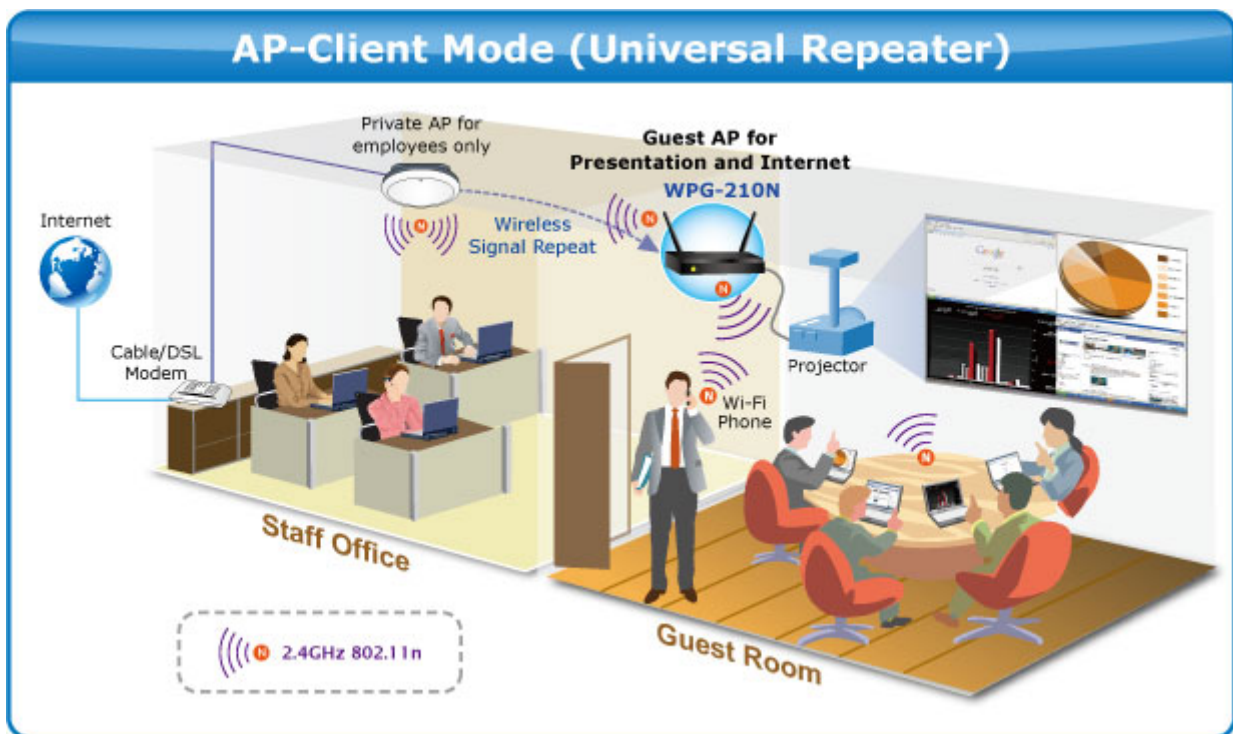 AP-Client Mode (Universal Repeater)
Private AP for
employees only
Guest AP for
Presentation and Internet
WPG-210N
Internet
Wireless
Signal Repeat
Google
Cable/DSL
Modem
Projector
Wi-Fi
Phone
N
N
N
N
N
Staff Office
Guest Room
N 2.4GHz 802.11n